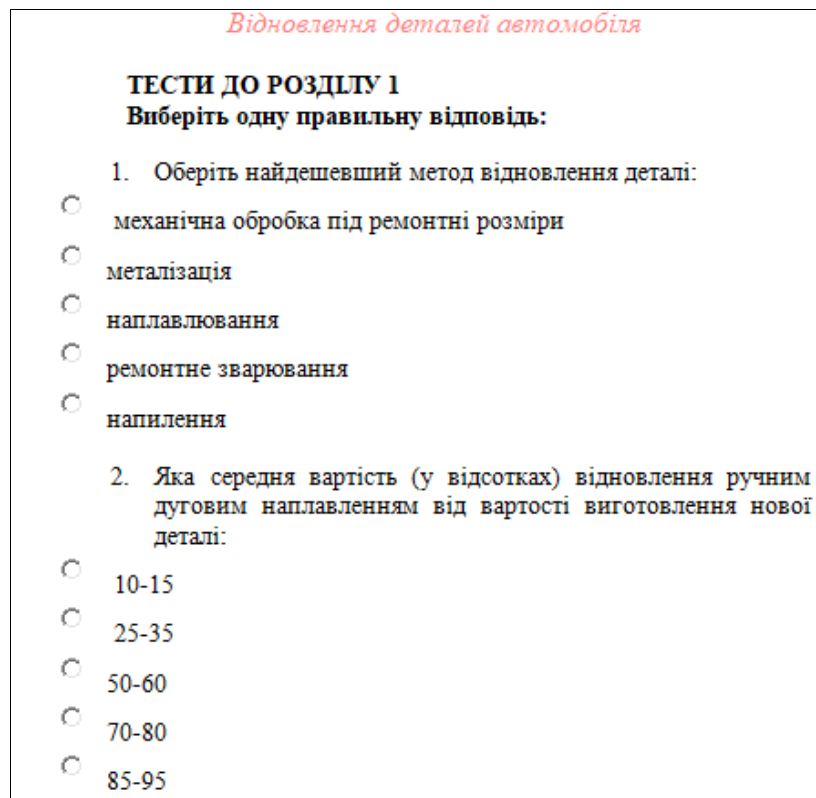 Відновлення деталей автомобіля
ТЕСТИ ДО РОЗДІЛУ 1
Виберіть одну правильну відповідь:
1. Оберіть найдешевший метод відновлення деталі:
механічна обробка під ремонтні розміри
металізація
наплавлювання
ремонтне зварювання
напилення
2. Яка середня вартість (у відсотках) відновлення ручним
дуговим наплавленням від вартості виготовлення нової
деталі:
10-15
25-35
50-60
70-80
85-95